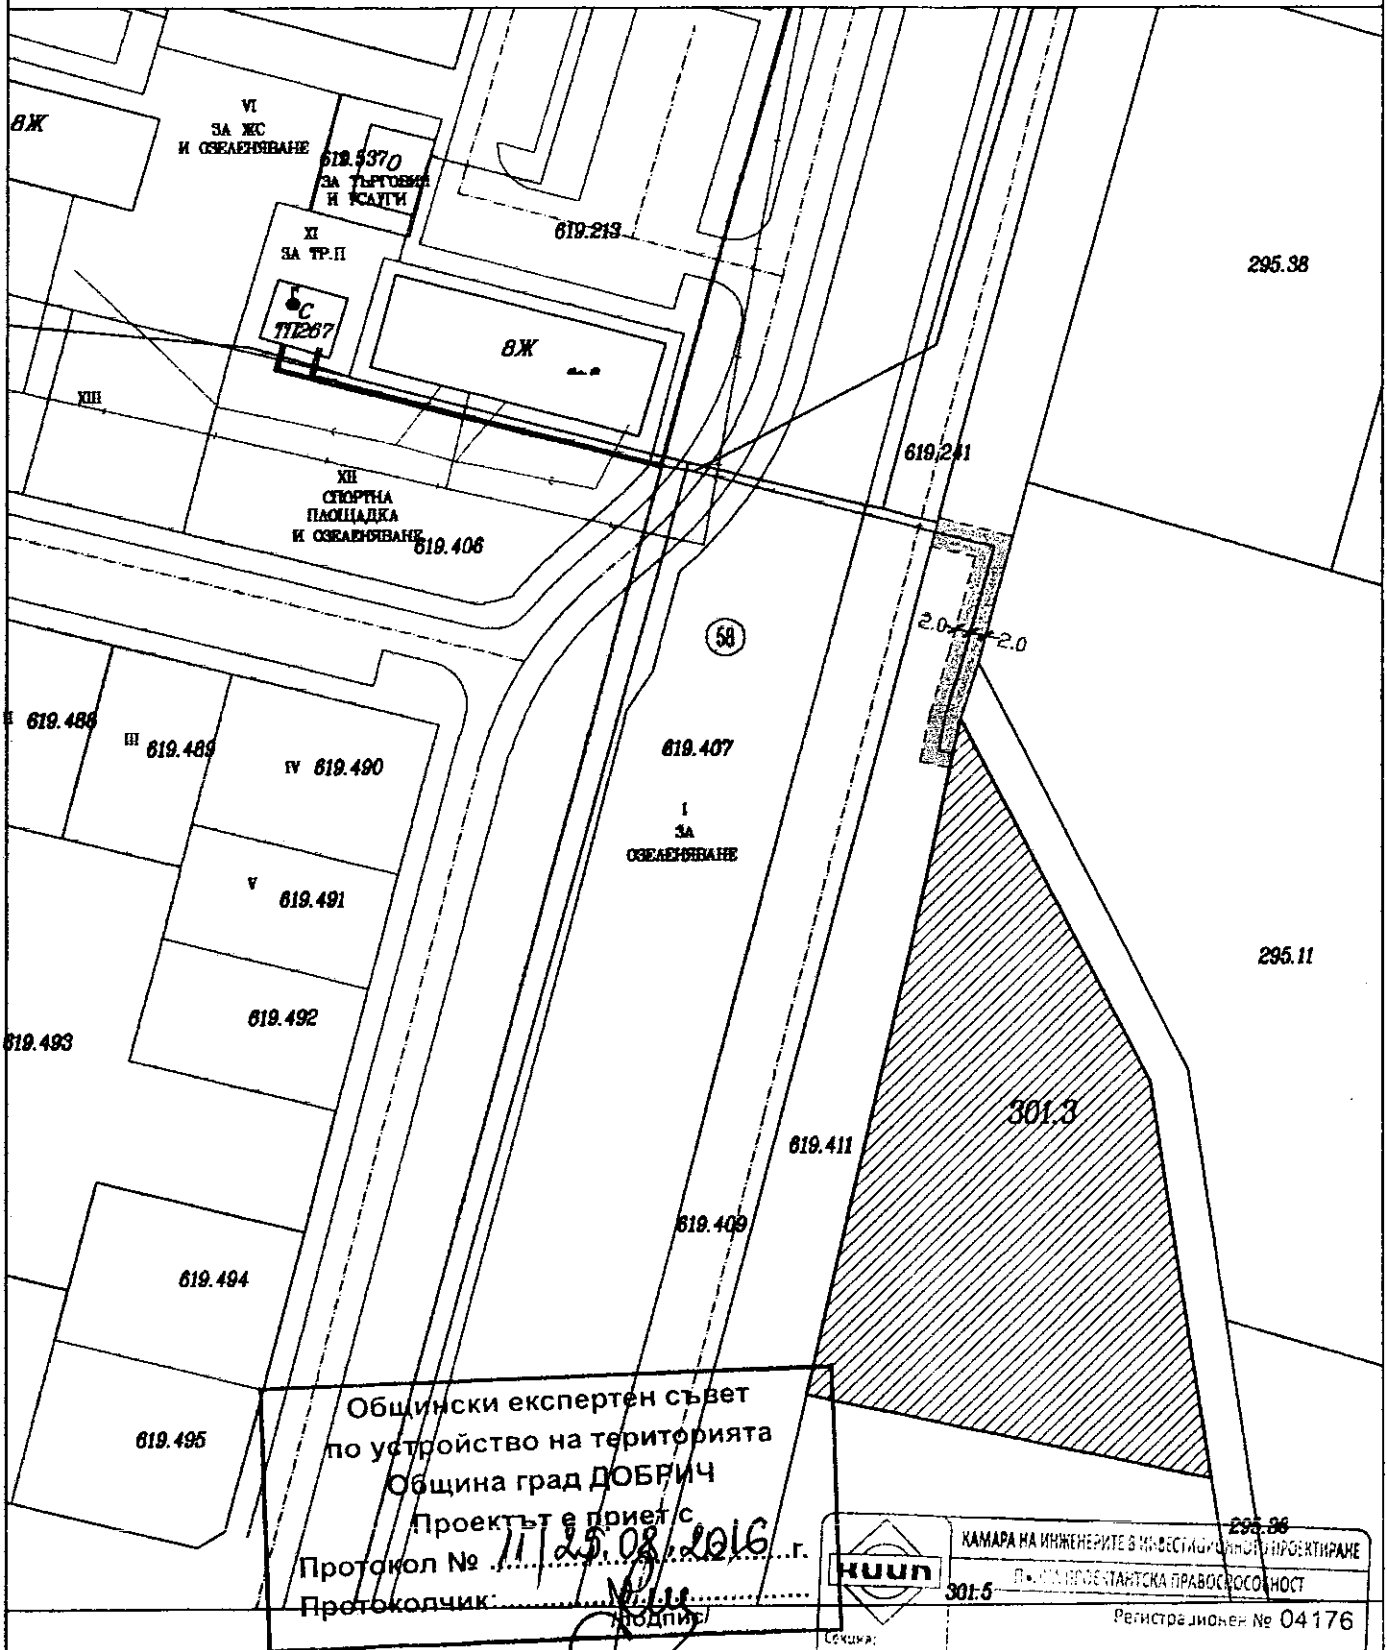 8Ж
VI
ЗА ЖС
И ОЗЕЛЕНЯВАНЕ
619.537
О
ЗА ТЪРГОВИЯ
И УСЛУГИ
619.213
XI
ЗА ТР.П
295.38
С
ТП267
8Ж
XIII
619.241
XII
СПОРТНА
ПЛОЩАДКА
И ОЗЕЛЕНЯВАНЕ
619.406
2.0
2.0
58
II 619.488
III 619.489
IV 619.490
619.407
I
ЗА
ОЗЕЛЕНЯВАНЕ
V 619.491
295.11
619.492
619.493
301.3
619.411
619.409
619.494
619.495
Общински експертен съвет
по устройство на територията
Община град ДОБРИЧ
Проектът е приет с
Протокол № 11/25.08.2016 г.
Протоколчик:
/подпис/
295.36
КАМАРА НА ИНЖЕНЕРИТЕ В ИНВЕСТИЦИОННОТО ПРОЕКТИРАНЕ
КИИП
ПРОЕКТАНТСКА ПРАВОСПОСОБНОСТ
301.5
Регистрационен № 04176
Секция: